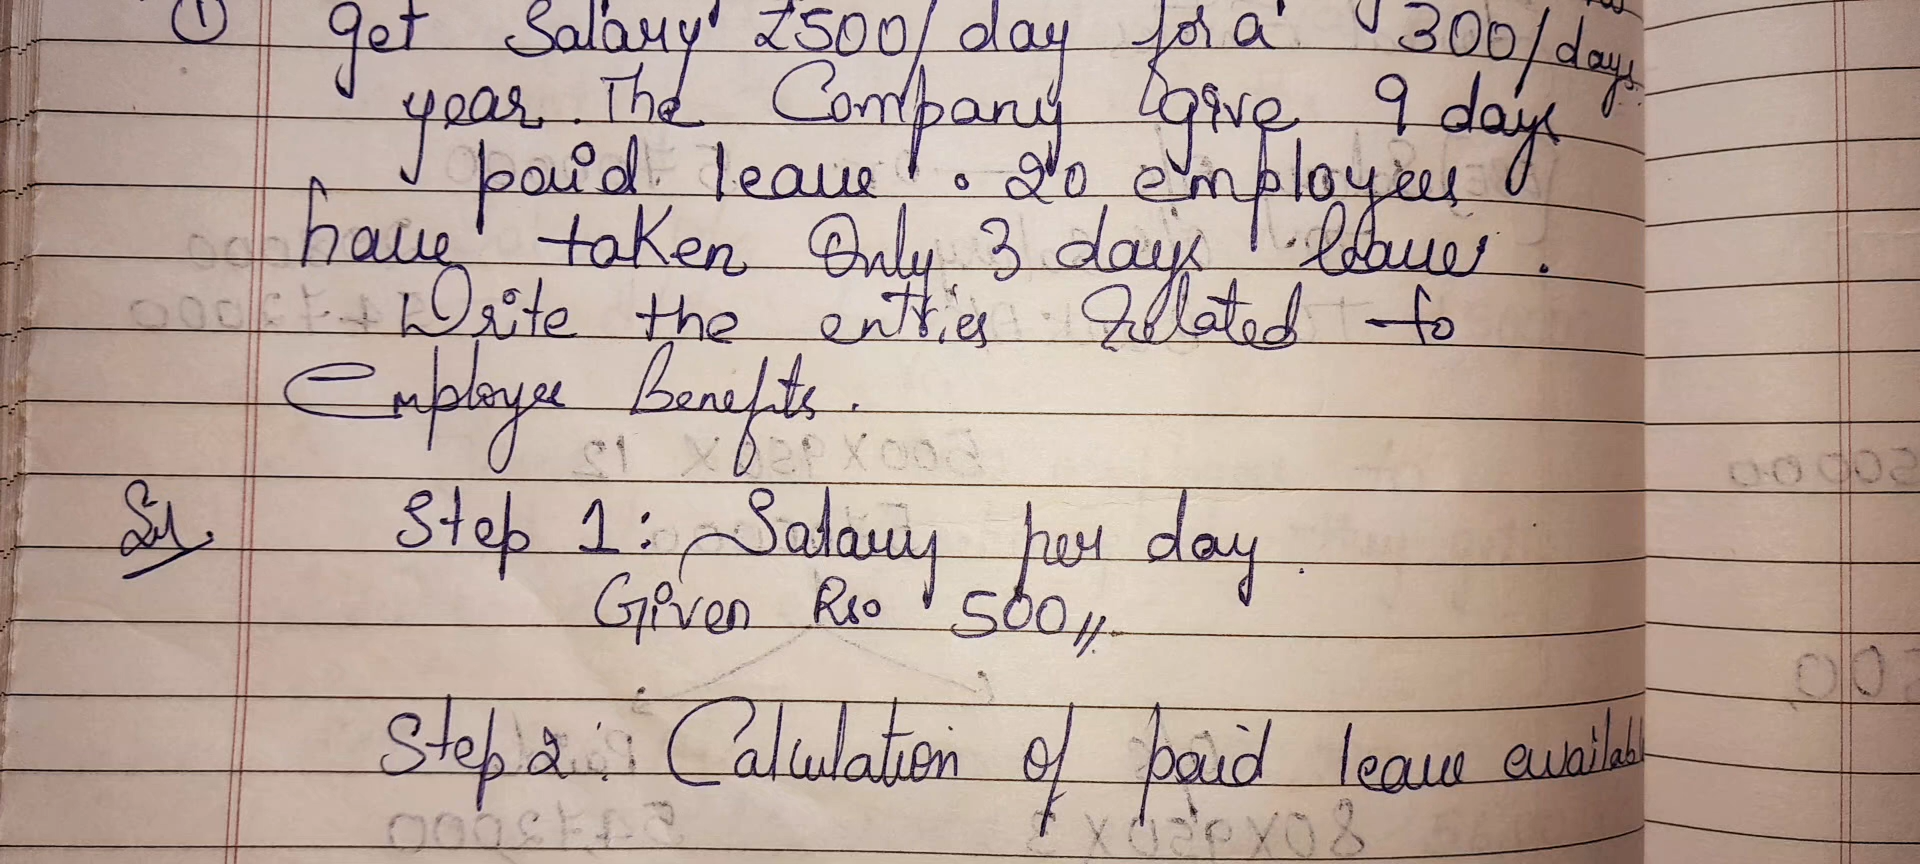 ① get Salary ₹500/day for a 300/days
year. The Company give 9 days
paid leave. 20 employees
have taken Only 3 days leave.
Write the entries Related to
Employee Benefits.
Sol. Step 1: Salary per day.
Given Rs. 500//-
Step 2: Calculation of paid leave available